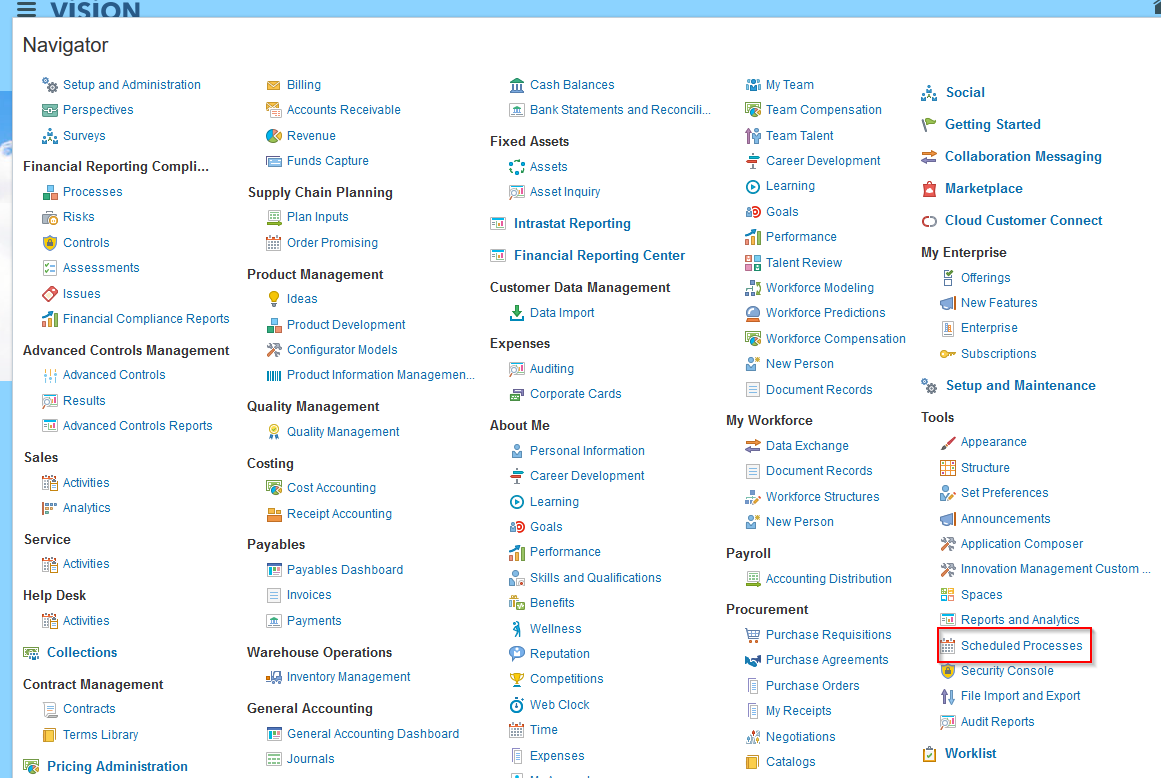 VISION
Navigator
Setup and Administration
Perspectives
Surveys
Financial Reporting Compli...
Processes
Risks
Controls
Assessments
Issues
Financial Compliance Reports
Advanced Controls Management
Advanced Controls
Results
Advanced Controls Reports
Sales
Activities
Analytics
Service
Activities
Help Desk
Activities
Collections
Contract Management
Contracts
Terms Library
Pricing Administration
Billing
Accounts Receivable
Revenue
Funds Capture
Supply Chain Planning
Plan Inputs
Order Promising
Product Management
Ideas
Product Development
Configurator Models
Product Information Managemen...
Quality Management
Quality Management
Costing
Cost Accounting
Receipt Accounting
Payables
Payables Dashboard
Invoices
Payments
Warehouse Operations
Inventory Management
General Accounting
General Accounting Dashboard
Journals
Cash Balances
Bank Statements and Reconcili...
Fixed Assets
Assets
Asset Inquiry
Intrastat Reporting
Financial Reporting Center
Customer Data Management
Data Import
Expenses
Auditing
Corporate Cards
About Me
Personal Information
Career Development
Learning
Goals
Performance
Skills and Qualifications
Benefits
Wellness
Reputation
Competitions
Web Clock
Time
Expenses
My Team
Team Compensation
Team Talent
Career Development
Learning
Goals
Performance
Talent Review
Workforce Modeling
Workforce Predictions
Workforce Compensation
New Person
Document Records
My Workforce
Data Exchange
Document Records
Workforce Structures
New Person
Payroll
Accounting Distribution
Procurement
Purchase Requisitions
Purchase Agreements
Purchase Orders
My Receipts
Negotiations
Catalogs
Social
Getting Started
Collaboration Messaging
Marketplace
Cloud Customer Connect
My Enterprise
Offerings
New Features
Enterprise
Subscriptions
Setup and Maintenance
Tools
Appearance
Structure
Set Preferences
Announcements
Application Composer
Innovation Management Custom ...
Spaces
Reports and Analytics
Scheduled Processes
Security Console
File Import and Export
Audit Reports
Worklist